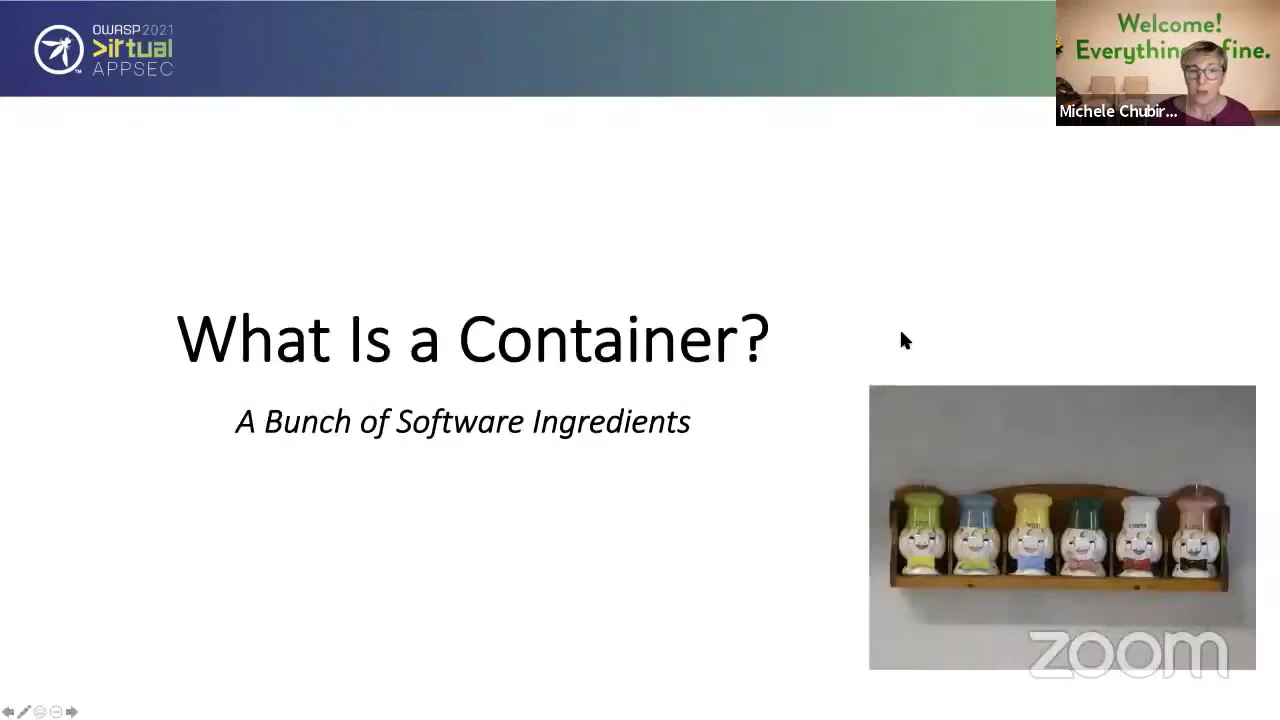 OWASP 2021
>irtual
APPSEC
Welcome!
Everything fine.
Michele Chubir...
What Is a Container?
A Bunch of Software Ingredients
zoom